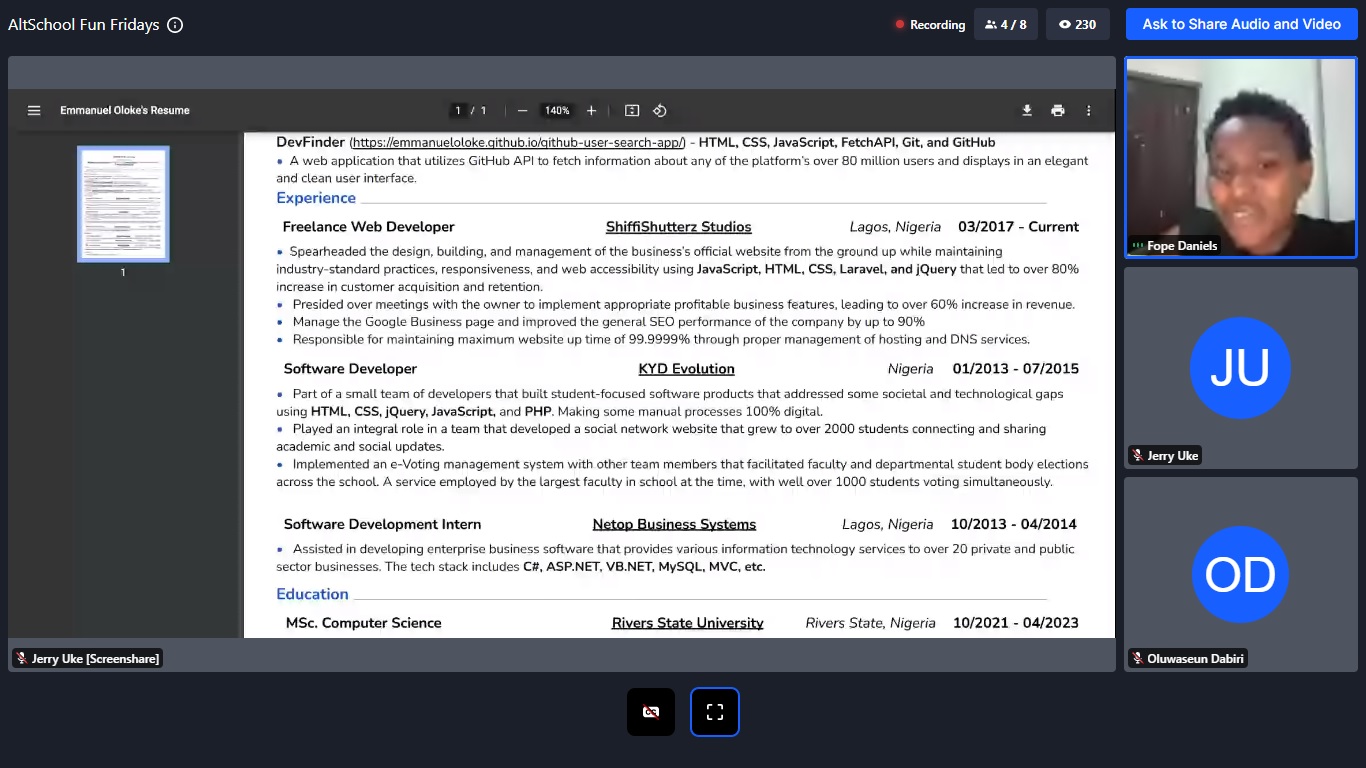 AltSchool Fun Fridays
Recording
4 / 8
230
Ask to Share Audio and Video
Emmanuel Oloke's Resume
1 / 1
140%
1
DevFinder (https://emmanueloloke.github.io/github-user-search-app/) - HTML, CSS, JavaScript, FetchAPI, Git, and GitHub
• A web application that utilizes GitHub API to fetch information about any of the platform's over 80 million users and displays in an elegant
and clean user interface.
Experience
Freelance Web Developer ShiffiShutterz Studios Lagos, Nigeria 03/2017 - Current
• Spearheaded the design, building, and management of the business's official website from the ground up while maintaining
industry-standard practices, responsiveness, and web accessibility using JavaScript, HTML, CSS, Laravel, and jQuery that led to over 80%
increase in customer acquisition and retention.
• Presided over meetings with the owner to implement appropriate profitable business features, leading to over 60% increase in revenue.
• Manage the Google Business page and improved the general SEO performance of the company by up to 90%
• Responsible for maintaining maximum website up time of 99.9999% through proper management of hosting and DNS services.
Software Developer KYD Evolution Nigeria 01/2013 - 07/2015
• Part of a small team of developers that built student-focused software products that addressed some societal and technological gaps
using HTML, CSS, jQuery, JavaScript, and PHP. Making some manual processes 100% digital.
• Played an integral role in a team that developed a social network website that grew to over 2000 students connecting and sharing
academic and social updates.
• Implemented an e-Voting management system with other team members that facilitated faculty and departmental student body elections
across the school. A service employed by the largest faculty in school at the time, with well over 1000 students voting simultaneously.
Software Development Intern Netop Business Systems Lagos, Nigeria 10/2013 - 04/2014
• Assisted in developing enterprise business software that provides various information technology services to over 20 private and public
sector businesses. The tech stack includes C#, ASP.NET, VB.NET, MySQL, MVC, etc.
Education
MSc. Computer Science Rivers State University Rivers State, Nigeria 10/2021 - 04/2023
Jerry Uke [Screenshare]
Fope Daniels
JU
Jerry Uke
OD
Oluwaseun Dabiri
CC